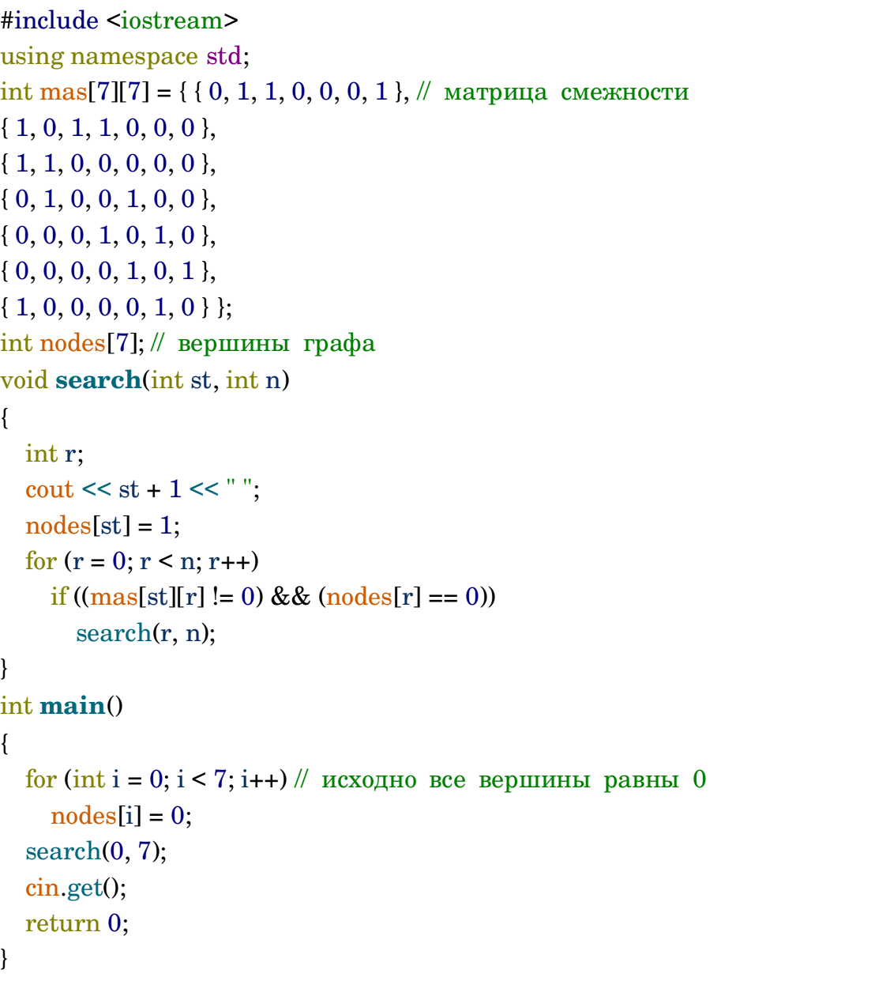 #include <iostream>
using namespace std;
int mas[7][7] = { { 0, 1, 1, 0, 0, 0, 1 }, // матрица смежности
{ 1, 0, 1, 1, 0, 0, 0 },
{ 1, 1, 0, 0, 0, 0, 0 },
{ 0, 1, 0, 0, 1, 0, 0 },
{ 0, 0, 0, 1, 0, 1, 0 },
{ 0, 0, 0, 0, 1, 0, 1 },
{ 1, 0, 0, 0, 0, 1, 0 } };
int nodes[7]; // вершины графа
void search(int st, int n)
{
  int r;
  cout << st + 1 << " ";
  nodes[st] = 1;
  for (r = 0; r < n; r++)
    if ((mas[st][r] != 0) && (nodes[r] == 0))
      search(r, n);
}
int main()
{
  for (int i = 0; i < 7; i++) // исходно все вершины равны 0
    nodes[i] = 0;
  search(0, 7);
  cin.get();
  return 0;
}